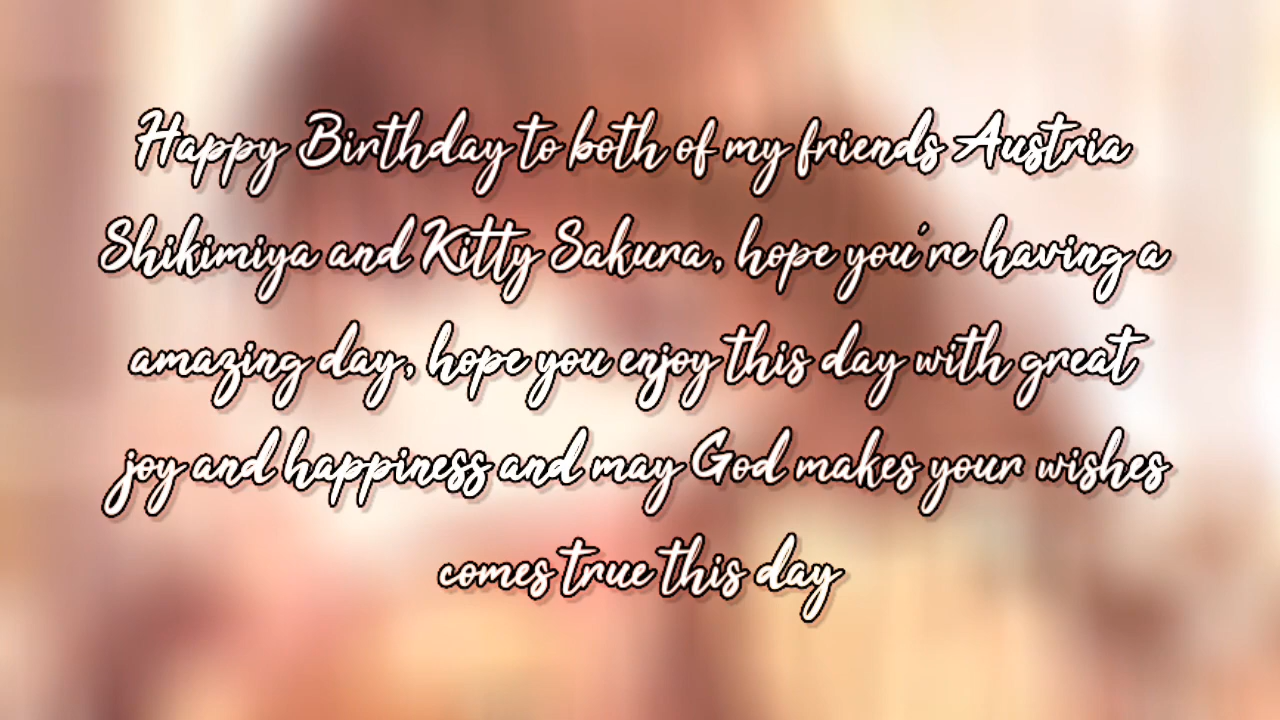 Happy Birthday to both of my friends Austria
Shikimiya and Kitty Sakura, hope you're having a
amazing day, hope you enjoy this day with great
joy and happiness and may God makes your wishes
comes true this day